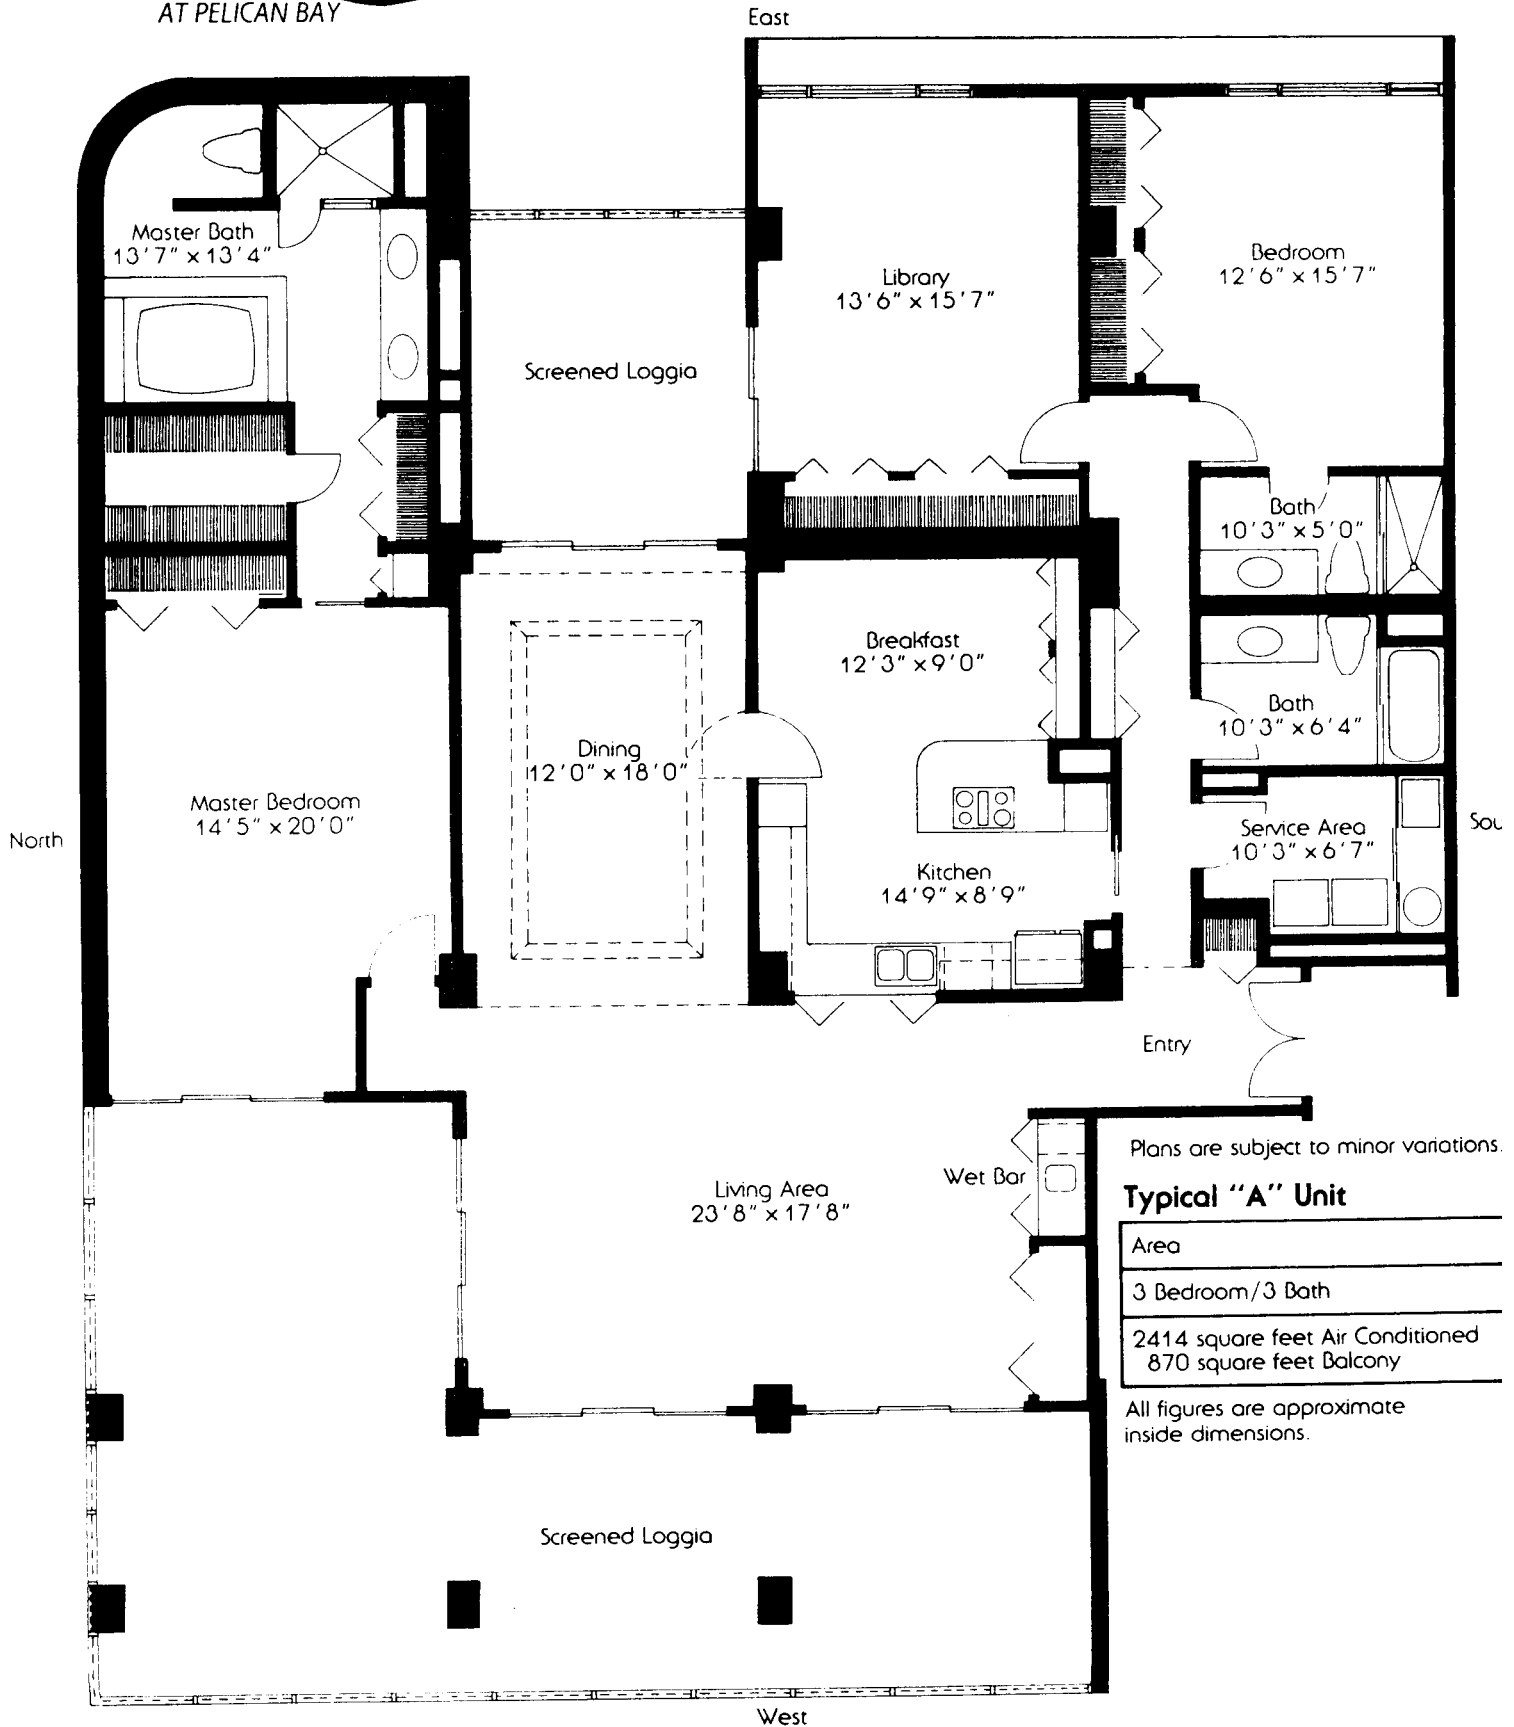 AT PELICAN BAY
East
Master Bath
13'7" x 13'4"
Library
13'6" x 15'7"
Bedroom
12'6" x 15'7"
Screened Loggia
Bath
10'3" x 5'0"
Breakfast
12'3" x 9'0"
Bath
10'3" x 6'4"
Dining
12'0" x 18'0"
Master Bedroom
14'5" x 20'0"
North
Service Area
10'3" x 6'7"
Sou
Kitchen
14'9" x 8'9"
Entry
Wet Bar
Living Area
23'8" x 17'8"
Plans are subject to minor variations.
Typical "A" Unit
Area
3 Bedroom/3 Bath
2414 square feet Air Conditioned
870 square feet Balcony
All figures are approximate
inside dimensions.
Screened Loggia
West